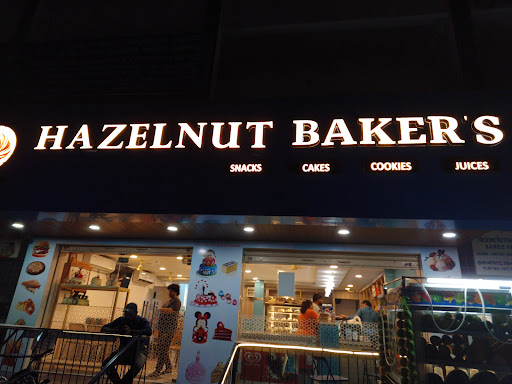 HAZELNUT BAKER'S
SNACKS CAKES COOKIES JUICES